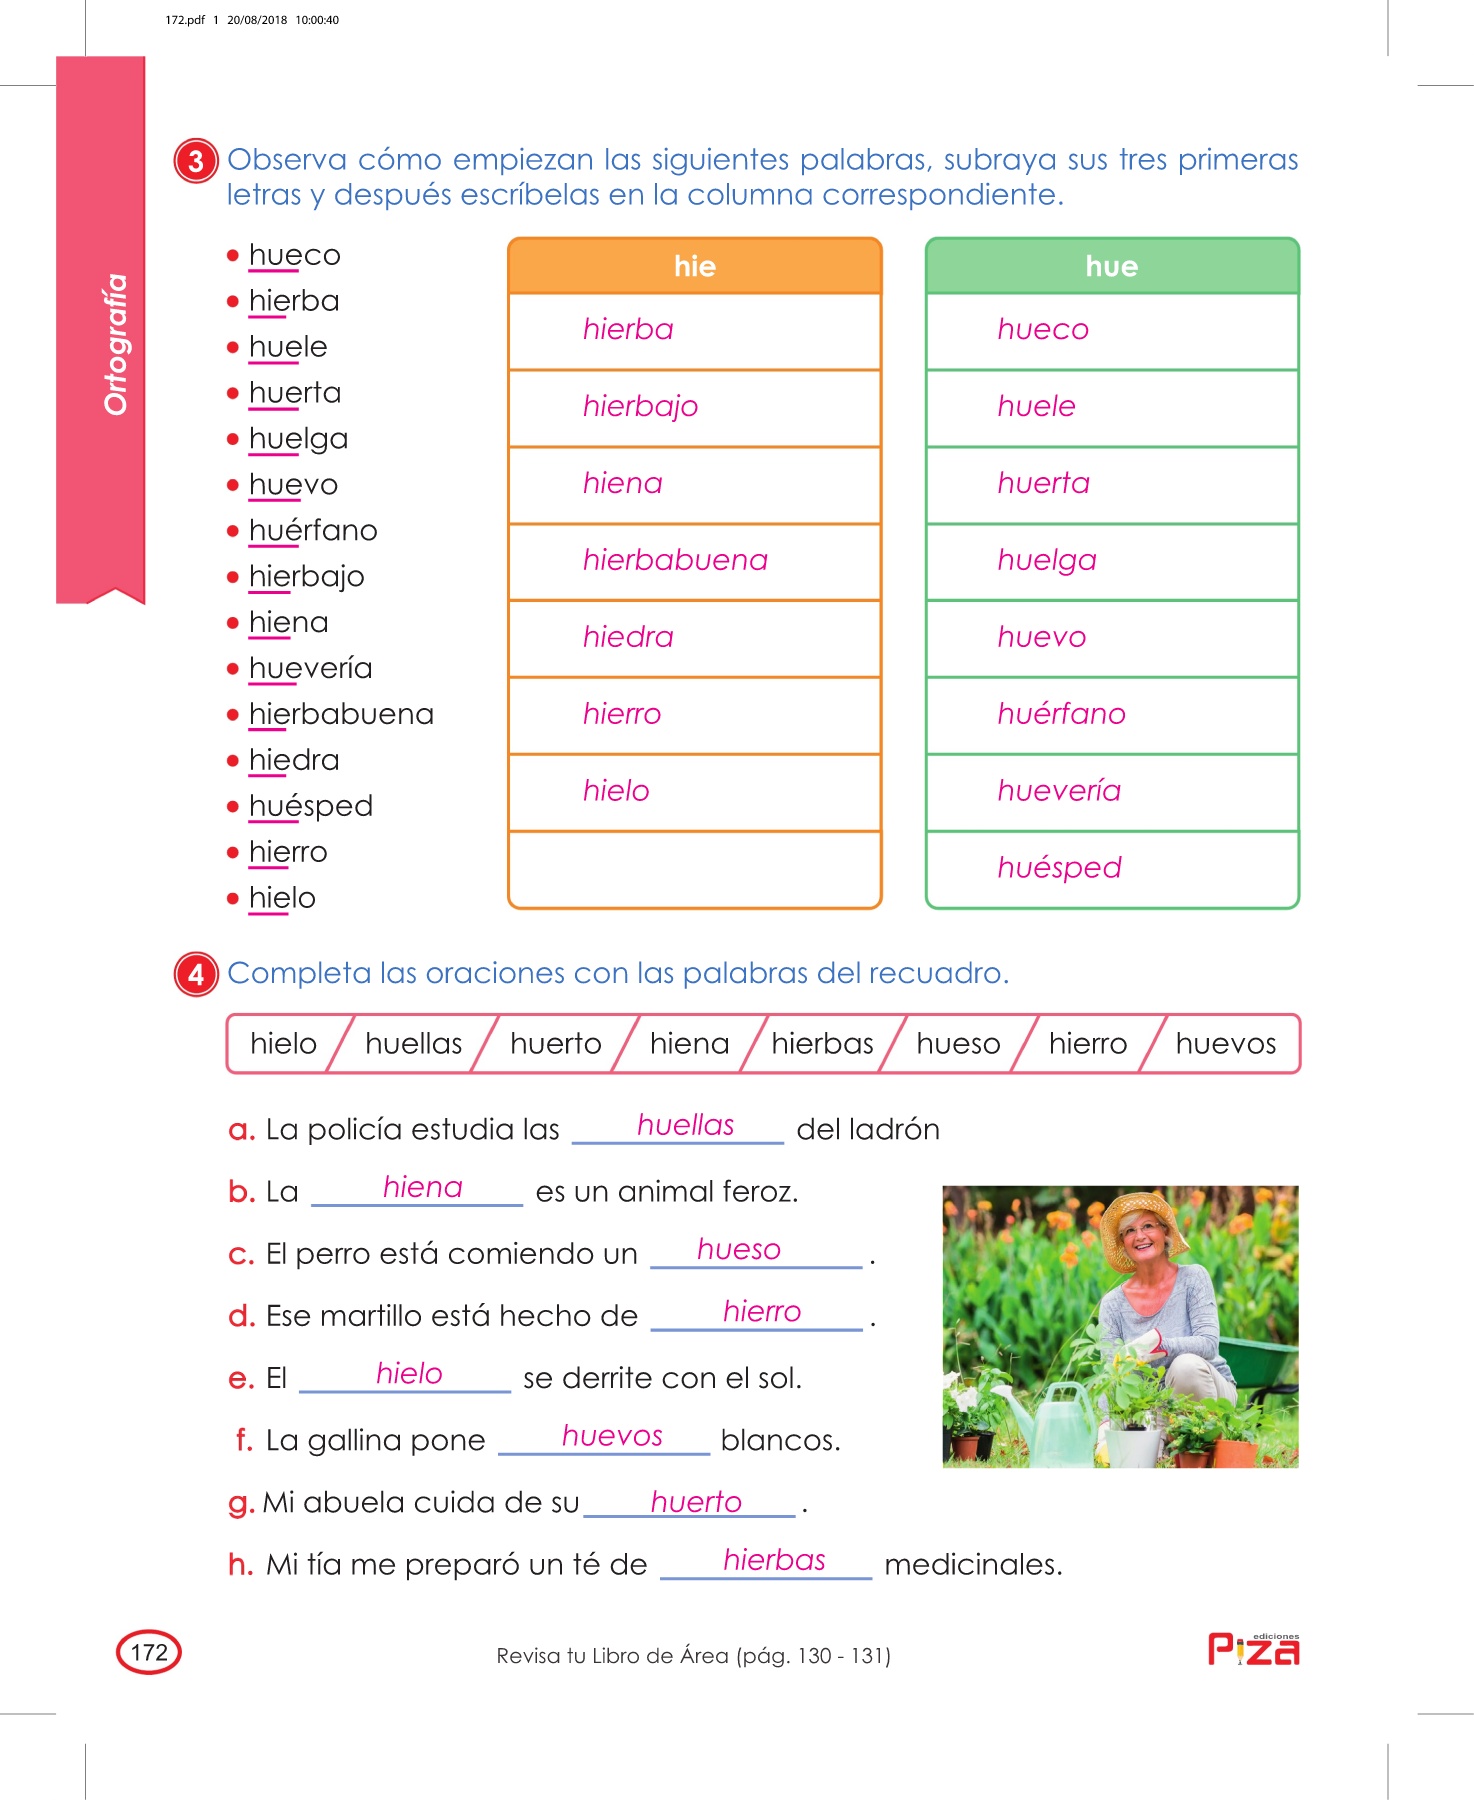 172.pdf 1 20/08/2018 10:00:40
Ortografía
3 Observa cómo empiezan las siguientes palabras, subraya sus tres primeras
letras y después escríbelas en la columna correspondiente.
• hueco
• hierba
• huele
• huerta
• huelga
• huevo
• huérfano
• hierbajo
• hiena
• huevería
• hierbabuena
• hiedra
• huésped
• hierro
• hielo
hie
hierba
hierbajo
hiena
hierbabuena
hiedra
hierro
hielo
hue
hueco
huele
huerta
huelga
huevo
huérfano
huevería
huésped
4 Completa las oraciones con las palabras del recuadro.
hielo / huellas / huerto / hiena / hierbas / hueso / hierro / huevos
a. La policía estudia las huellas del ladrón
b. La hiena es un animal feroz.
c. El perro está comiendo un hueso .
d. Ese martillo está hecho de hierro .
e. El hielo se derrite con el sol.
f. La gallina pone huevos blancos.
g. Mi abuela cuida de su huerto .
h. Mi tía me preparó un té de hierbas medicinales.
172
Revisa tu Libro de Área (pág. 130 - 131)
ediciones
Piza